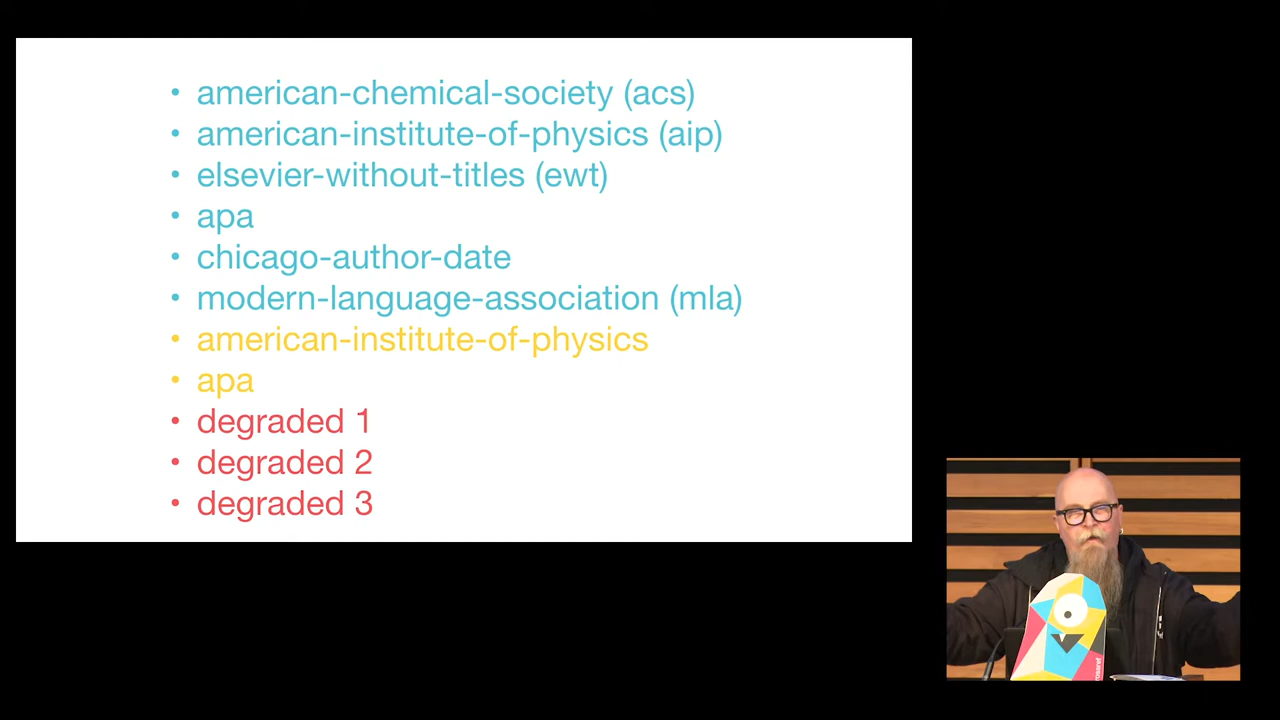 • american-chemical-society (acs)
• american-institute-of-physics (aip)
• elsevier-without-titles (ewt)
• apa
• chicago-author-date
• modern-language-association (mla)
• american-institute-of-physics
• apa
• degraded 1
• degraded 2
• degraded 3